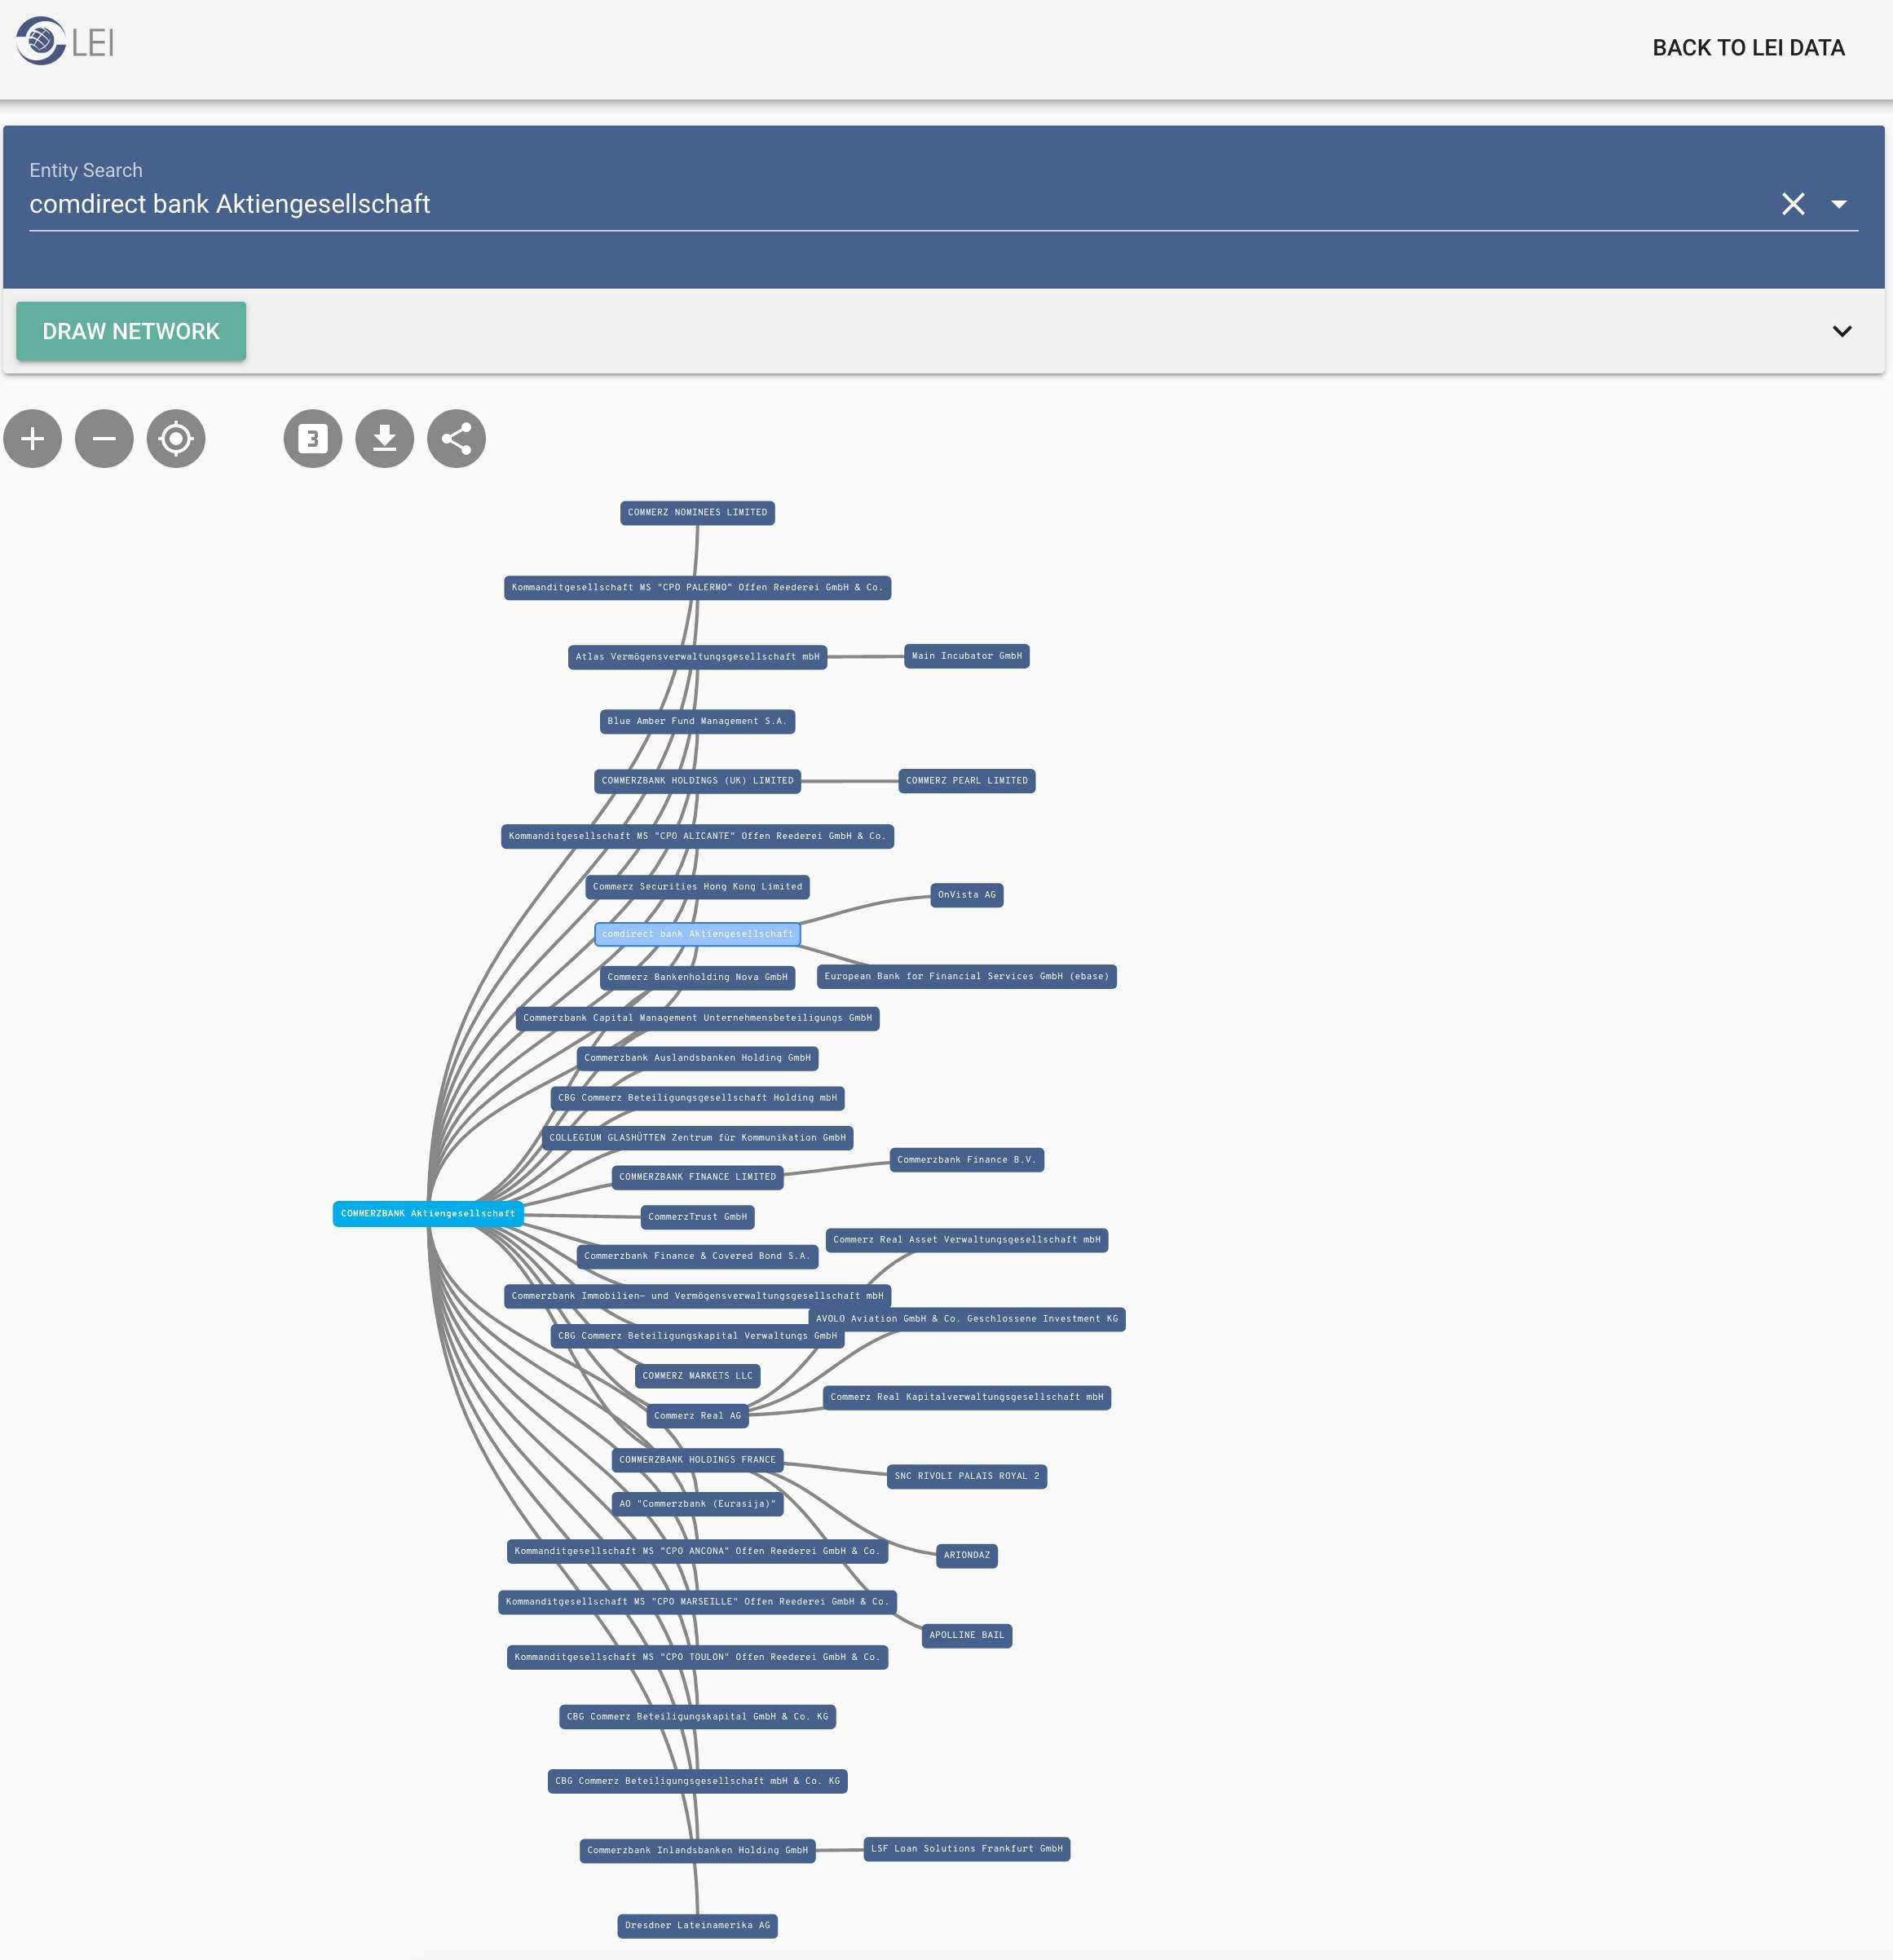 LEI
BACK TO LEI DATA
Entity Search
comdirect bank Aktiengesellschaft
DRAW NETWORK
3
COMMERZ NOMINEES LIMITED
Kommanditgesellschaft MS "CPO PALERMO" Offen Reederei GmbH & Co.
Atlas Vermögensverwaltungsgesellschaft mbH
Main Incubator GmbH
Blue Amber Fund Management S.A.
COMMERZBANK HOLDINGS (UK) LIMITED
COMMERZ PEARL LIMITED
Kommanditgesellschaft MS "CPO ALICANTE" Offen Reederei GmbH & Co.
Commerz Securities Hong Kong Limited
OnVista AG
comdirect bank Aktiengesellschaft
Commerz Bankenholding Nova GmbH
European Bank for Financial Services GmbH (ebase)
Commerzbank Capital Management Unternehmensbeteiligungs GmbH
Commerzbank Auslandsbanken Holding GmbH
CBG Commerz Beteiligungsgesellschaft Holding mbH
COLLEGIUM GLASHÜTTEN Zentrum für Kommunikation GmbH
Commerzbank Finance B.V.
COMMERZBANK FINANCE LIMITED
COMMERZBANK Aktiengesellschaft
CommerzTrust GmbH
Commerz Real Asset Verwaltungsgesellschaft mbH
Commerzbank Finance & Covered Bond S.A.
Commerzbank Immobilien- und Vermögensverwaltungsgesellschaft mbH
AVOLO Aviation GmbH & Co. Geschlossene Investment KG
CBG Commerz Beteiligungskapital Verwaltungs GmbH
COMMERZ MARKETS LLC
Commerz Real Kapitalverwaltungsgesellschaft mbH
Commerz Real AG
COMMERZBANK HOLDINGS FRANCE
SNC RIVOLI PALAIS ROYAL 2
AO "Commerzbank (Eurasija)"
Kommanditgesellschaft MS "CPO ANCONA" Offen Reederei GmbH & Co.
ARIONDAZ
Kommanditgesellschaft MS "CPO MARSEILLE" Offen Reederei GmbH & Co.
APOLLINE BAIL
Kommanditgesellschaft MS "CPO TOULON" Offen Reederei GmbH & Co.
CBG Commerz Beteiligungskapital GmbH & Co. KG
CBG Commerz Beteiligungsgesellschaft mbH & Co. KG
Commerzbank Inlandsbanken Holding GmbH
LSF Loan Solutions Frankfurt GmbH
Dresdner Lateinamerika AG